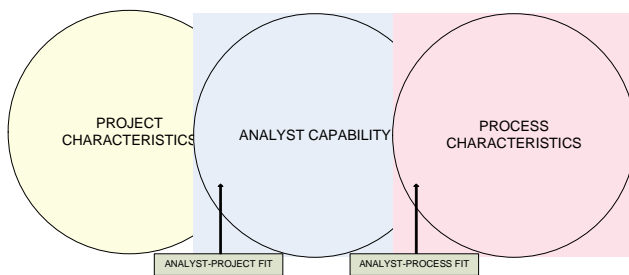 PROJECT
CHARACTERISTICS
ANALYST CAPABILITY
PROCESS
CHARACTERISTICS
ANALYST-PROJECT FIT
ANALYST-PROCESS FIT